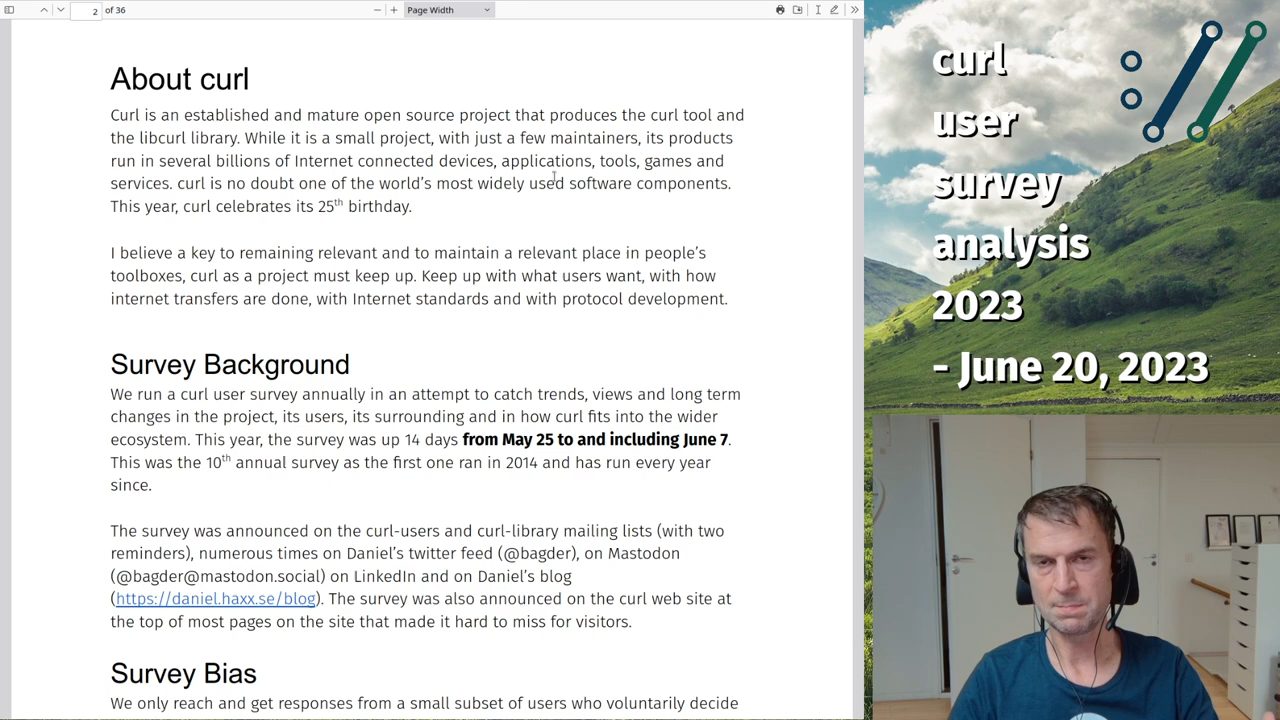 2 of 36
Page Width
About curl
Curl is an established and mature open source project that produces the curl tool and
the libcurl library. While it is a small project, with just a few maintainers, its products
run in several billions of Internet connected devices, applications, tools, games and
services. curl is no doubt one of the world's most widely used software components.
This year, curl celebrates its 25th birthday.
I believe a key to remaining relevant and to maintain a relevant place in people's
toolboxes, curl as a project must keep up. Keep up with what users want, with how
internet transfers are done, with Internet standards and with protocol development.
Survey Background
We run a curl user survey annually in an attempt to catch trends, views and long term
changes in the project, its users, its surrounding and in how curl fits into the wider
ecosystem. This year, the survey was up 14 days from May 25 to and including June 7.
This was the 10th annual survey as the first one ran in 2014 and has run every year
since.
The survey was announced on the curl-users and curl-library mailing lists (with two
reminders), numerous times on Daniel's twitter feed (@bagder), on Mastodon
(@bagder@mastodon.social) on LinkedIn and on Daniel's blog
(https://daniel.haxx.se/blog). The survey was also announced on the curl web site at
the top of most pages on the site that made it hard to miss for visitors.
Survey Bias
We only reach and get responses from a small subset of users who voluntarily decide
curl
user
survey
analysis
2023
- June 20, 2023